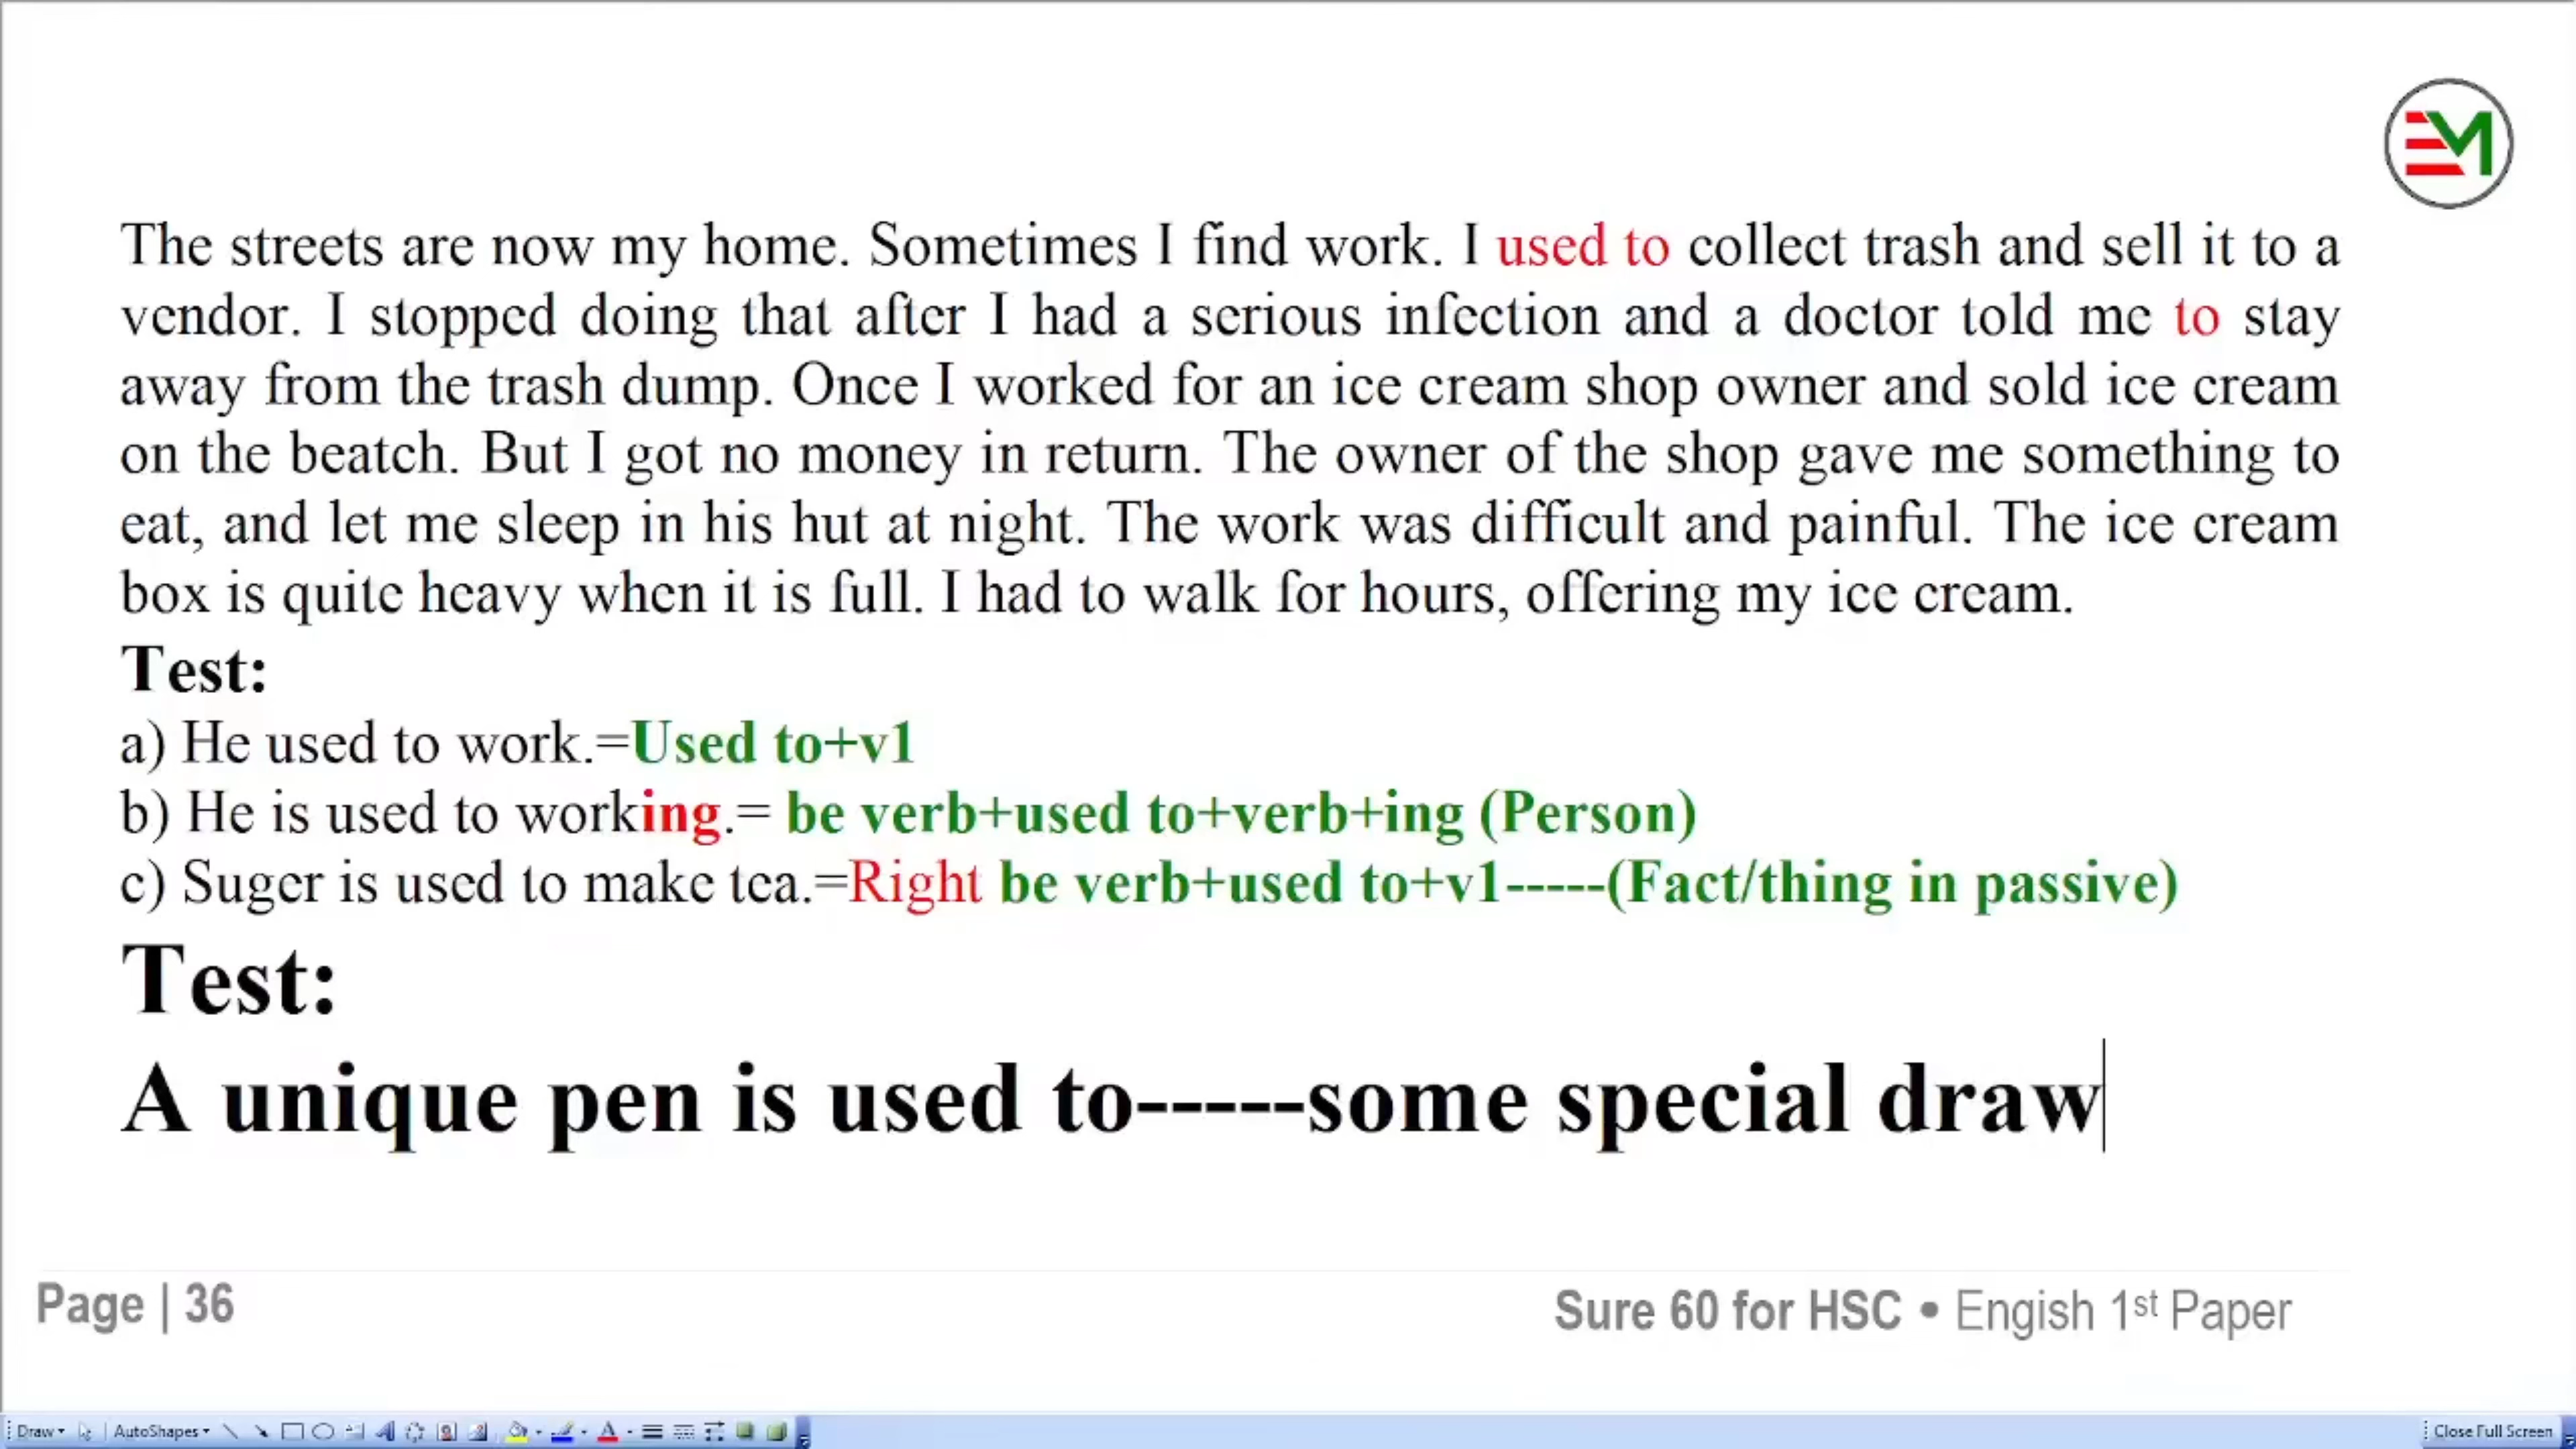 EM
The streets are now my home. Sometimes I find work. I used to collect trash and sell it to a
vendor. I stopped doing that after I had a serious infection and a doctor told me to stay
away from the trash dump. Once I worked for an ice cream shop owner and sold ice cream
on the beatch. But I got no money in return. The owner of the shop gave me something to
eat, and let me sleep in his hut at night. The work was difficult and painful. The ice cream
box is quite heavy when it is full. I had to walk for hours, offering my ice cream.
Test:
a) He used to work.=Used to+v1
b) He is used to working.= be verb+used to+verb+ing (Person)
c) Suger is used to make tea.=Right be verb+used to+v1-----(Fact/thing in passive)
Test:
A unique pen is used to-----some special draw
Page | 36
Sure 60 for HSC • Engish 1st Paper
Draw AutoShapes Close Full Screen